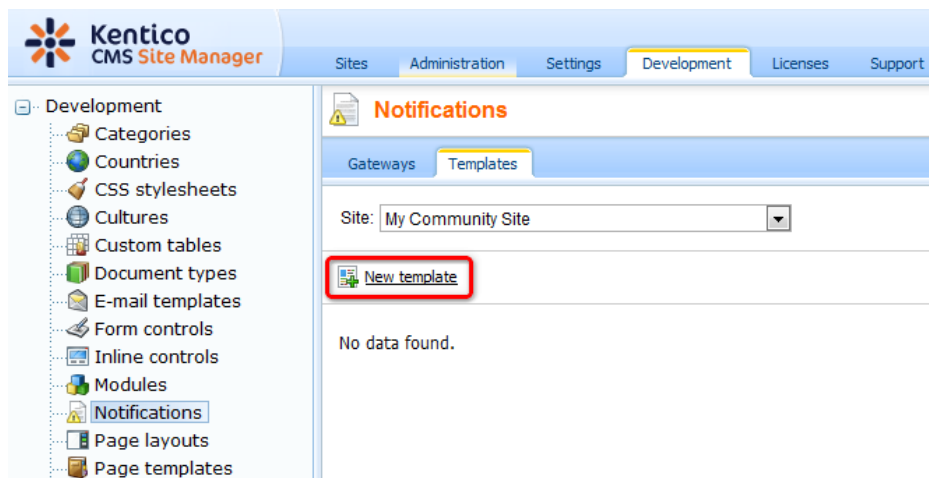 Kentico
CMS Site Manager
Sites Administration Settings Development Licenses Support
Development
Categories
Countries
CSS stylesheets
Cultures
Custom tables
Document types
E-mail templates
Form controls
Inline controls
Modules
Notifications
Page layouts
Page templates
Notifications
Gateways Templates
Site: My Community Site
New template
No data found.